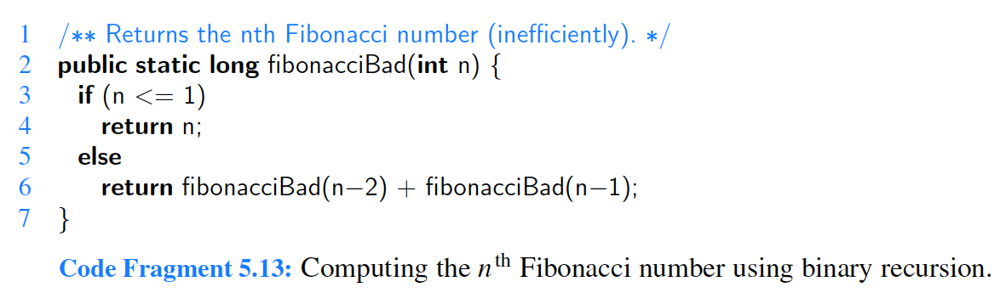 1 /** Returns the nth Fibonacci number (inefficiently). */
2 public static long fibonacciBad(int n) {
3 if (n <= 1)
4 return n;
5 else
6 return fibonacciBad(n−2) + fibonacciBad(n−1);
7 }
Code Fragment 5.13: Computing the nth Fibonacci number using binary recursion.